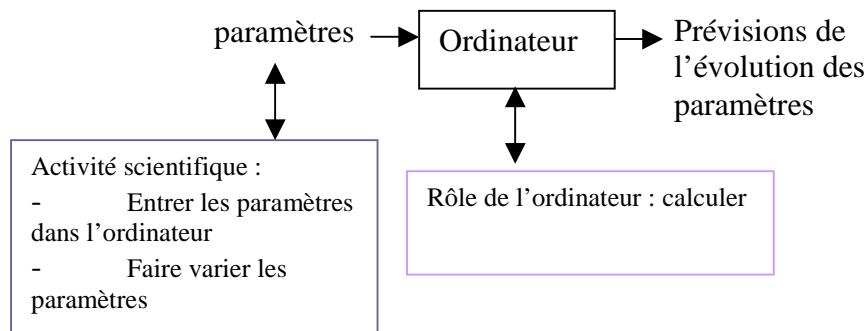 paramètres
Ordinateur
Prévisions de
l’évolution des
paramètres
Activité scientifique :
- Entrer les paramètres
dans l’ordinateur
- Faire varier les
paramètres
Rôle de l’ordinateur : calculer